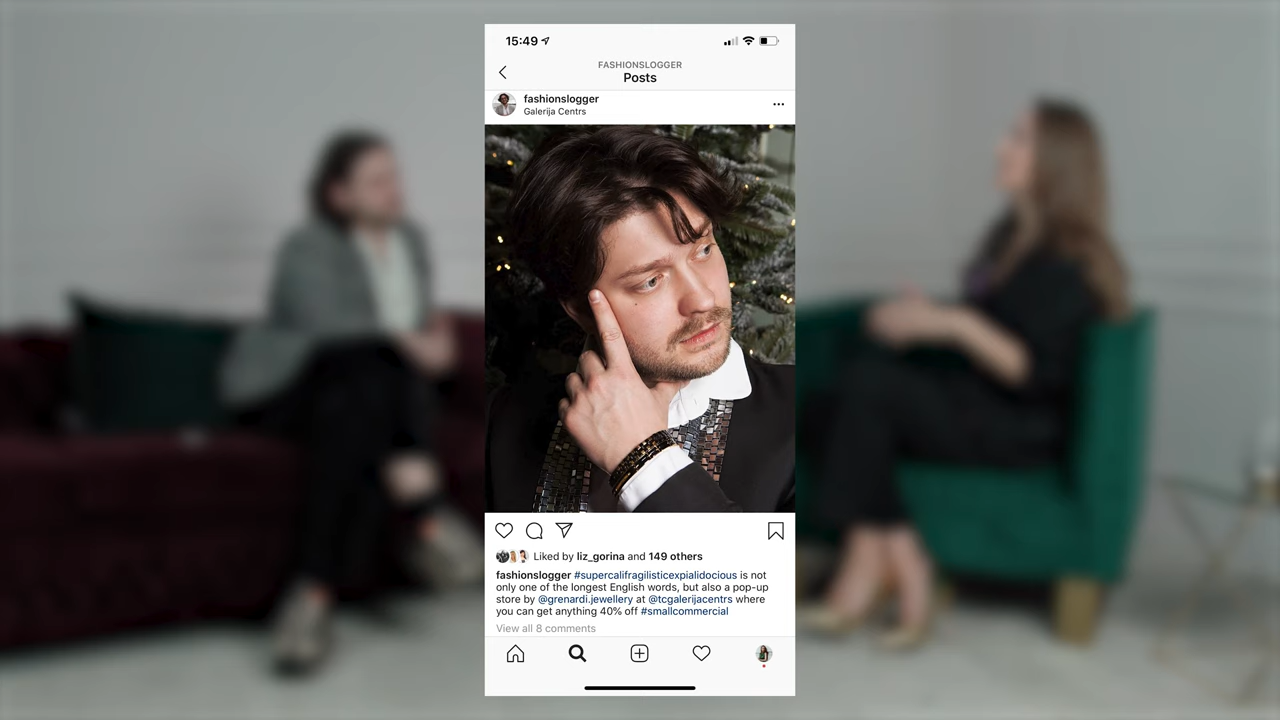 15:49
FASHIONSLOGGER
Posts
fashionslogger
Galerija Centrs
Liked by liz_gorina and 149 others
fashionslogger #supercalifragilisticexpialidocious is not
only one of the longest English words, but also a pop-up
store by @grenardi.jewellery at @tcgalerijacentrs where
you can get anything 40% off #smallcommercial
View all 8 comments